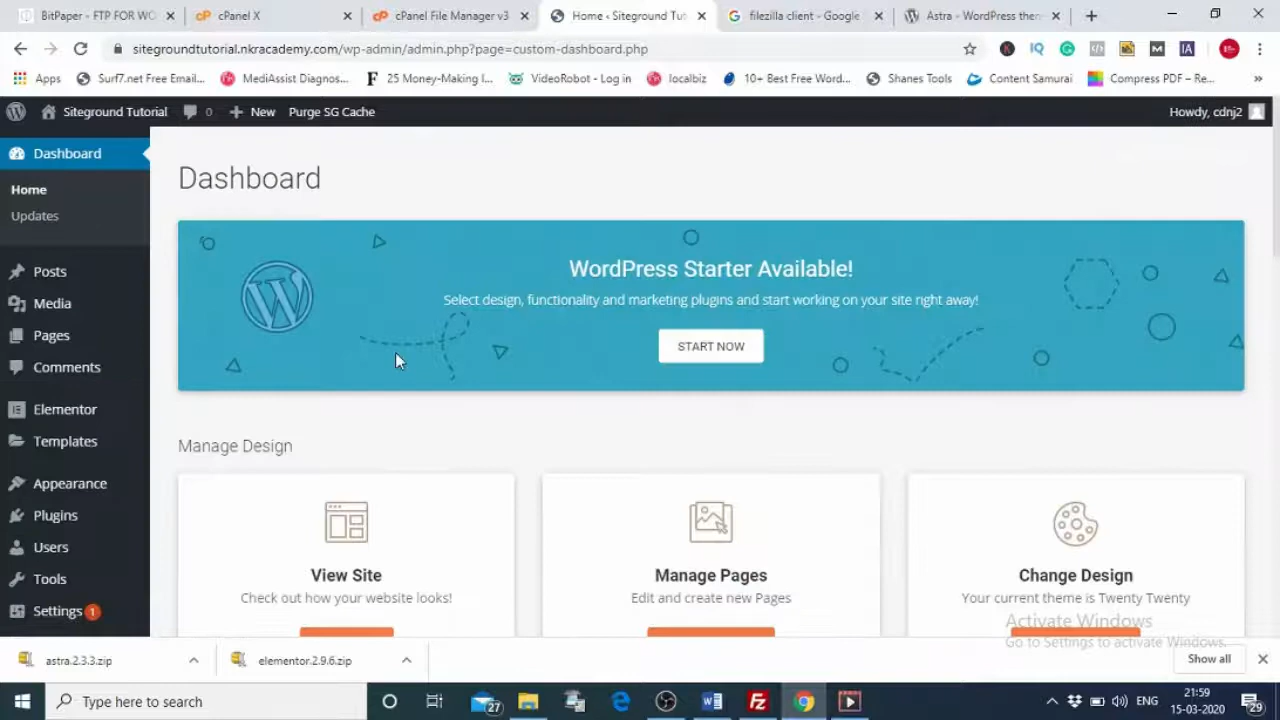 BitPaper - FTP FOR WO
cPanel X
cPanel File Manager v3
Home ‹ Siteground Tut
filezilla client - Google
Astra - WordPress them
sitegroundtutorial.nkracademy.com/wp-admin/admin.php?page=custom-dashboard.php
Apps
Surf7.net Free Email...
MediAssist Diagnos...
25 Money-Making I...
VideoRobot - Log in
localbiz
10+ Best Free Word...
Shanes Tools
Content Samurai
Compress PDF – Re...
»
Siteground Tutorial
0
New
Purge SG Cache
Howdy, cdnj2
Dashboard
Home
Updates
Posts
Media
Pages
Comments
Elementor
Templates
Appearance
Plugins
Users
Tools
Settings 1
Dashboard
WordPress Starter Available!
Select design, functionality and marketing plugins and start working on your site right away!
START NOW
Manage Design
View Site
Check out how your website looks!
Manage Pages
Edit and create new Pages
Change Design
Your current theme is Twenty Twenty
Activate Windows
Go to Settings to activate Windows.
astra.2.3.3.zip
elementor.2.9.6.zip
Show all
Type here to search
27
ENG
21:59
15-03-2020
29